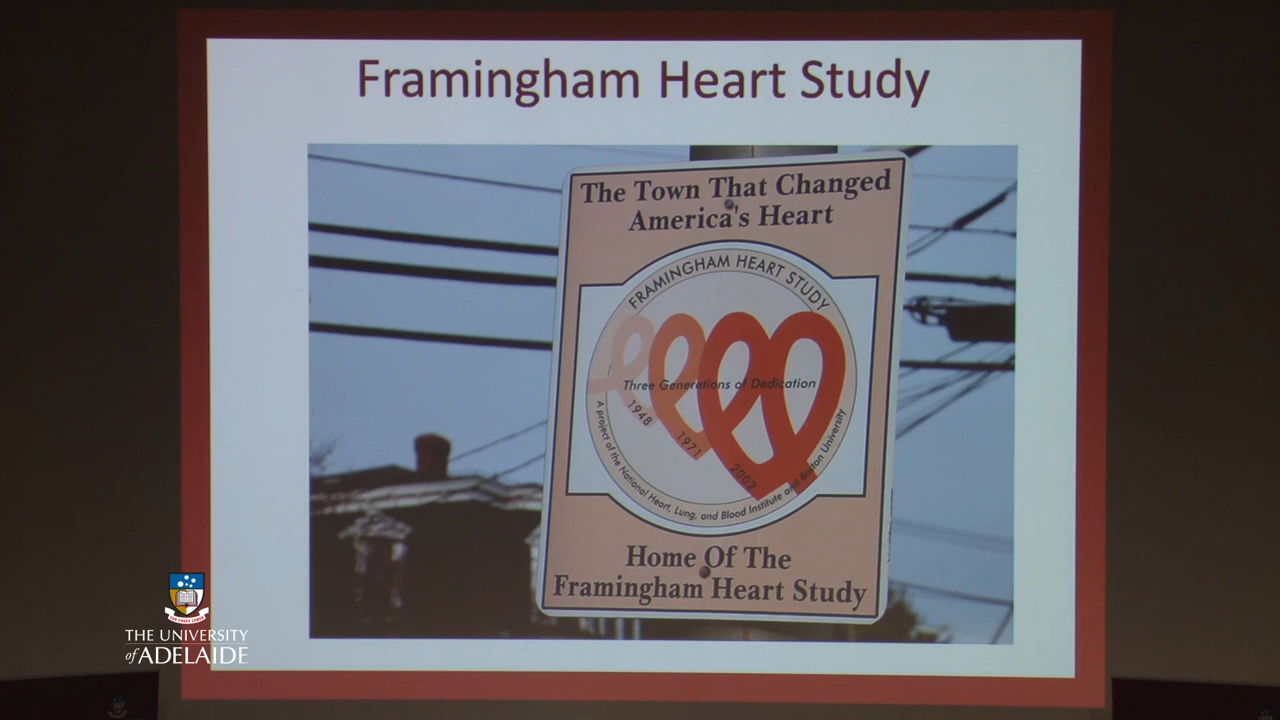 Framingham Heart Study
The Town That Changed
America's Heart
FRAMINGHAM HEART STUDY
Three Generations of Dedication
1948
1971
2002
A project of the National Heart, Lung, and Blood Institute and Boston University
Home Of The
Framingham Heart Study
THE UNIVERSITY
of ADELAIDE